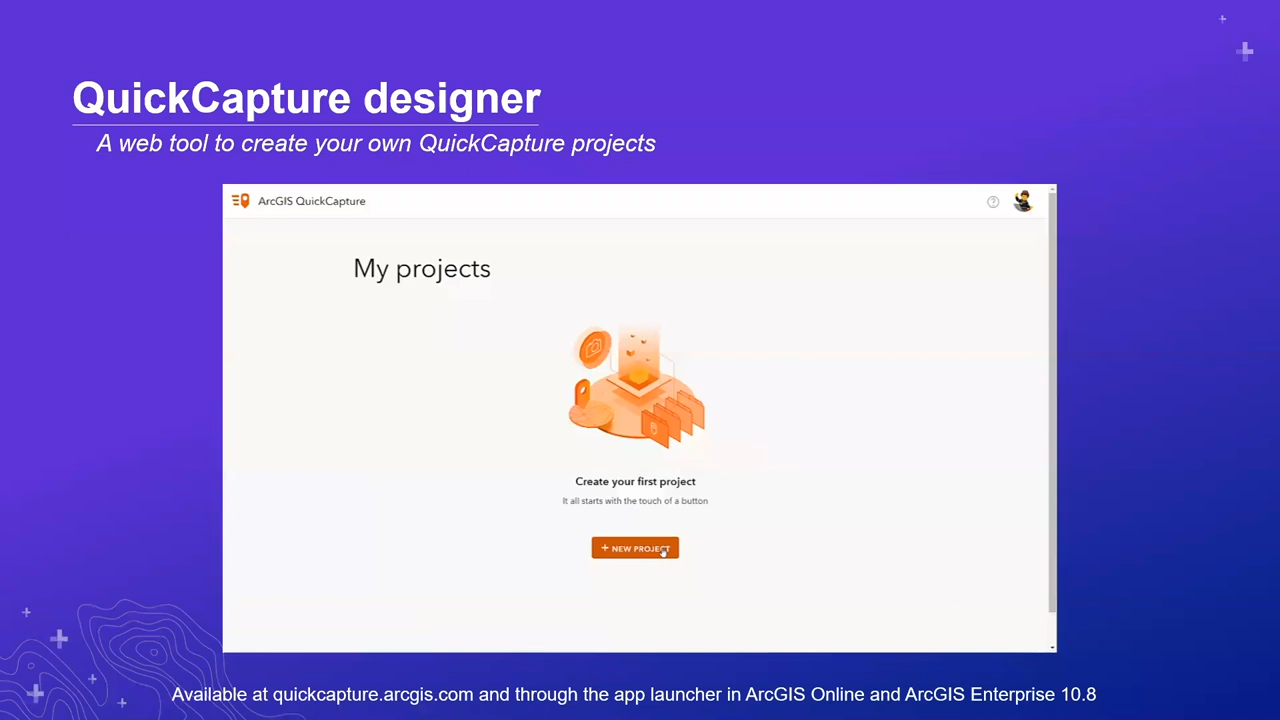 QuickCapture designer
A web tool to create your own QuickCapture projects
ArcGIS QuickCapture
My projects
Create your first project
It all starts with the touch of a button
+ NEW PROJECT
Available at quickcapture.arcgis.com and through the app launcher in ArcGIS Online and ArcGIS Enterprise 10.8